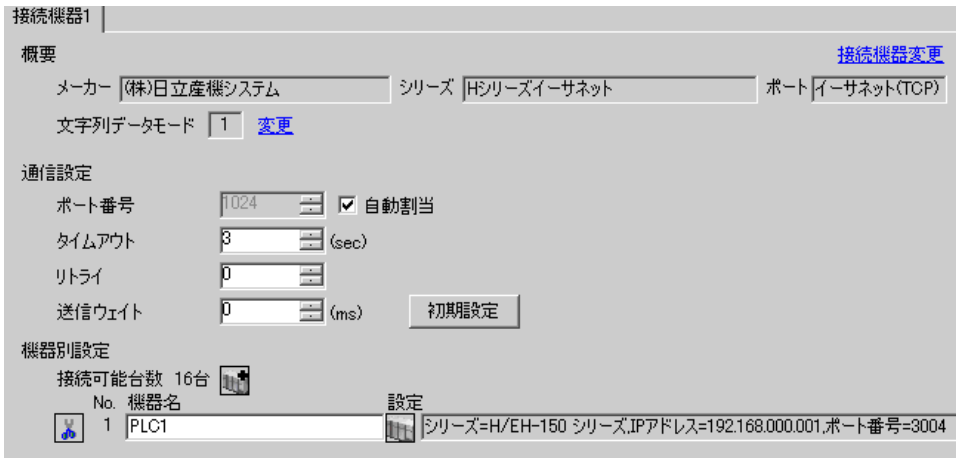 接続機器1
概要 接続機器変更
メーカー (株)日立産機システム シリーズ Hシリーズイーサネット ポート イーサネット(TCP)
文字列データモード 1 変更
通信設定
ポート番号 1024 自動割当
タイムアウト 3 (sec)
リトライ 0
送信ウェイト 0 (ms) 初期設定
機器別設定
接続可能台数 16台
No. 機器名 設定
1 PLC1 シリーズ=H/EH-150 シリーズ,IPアドレス=192.168.000.001,ポート番号=3004